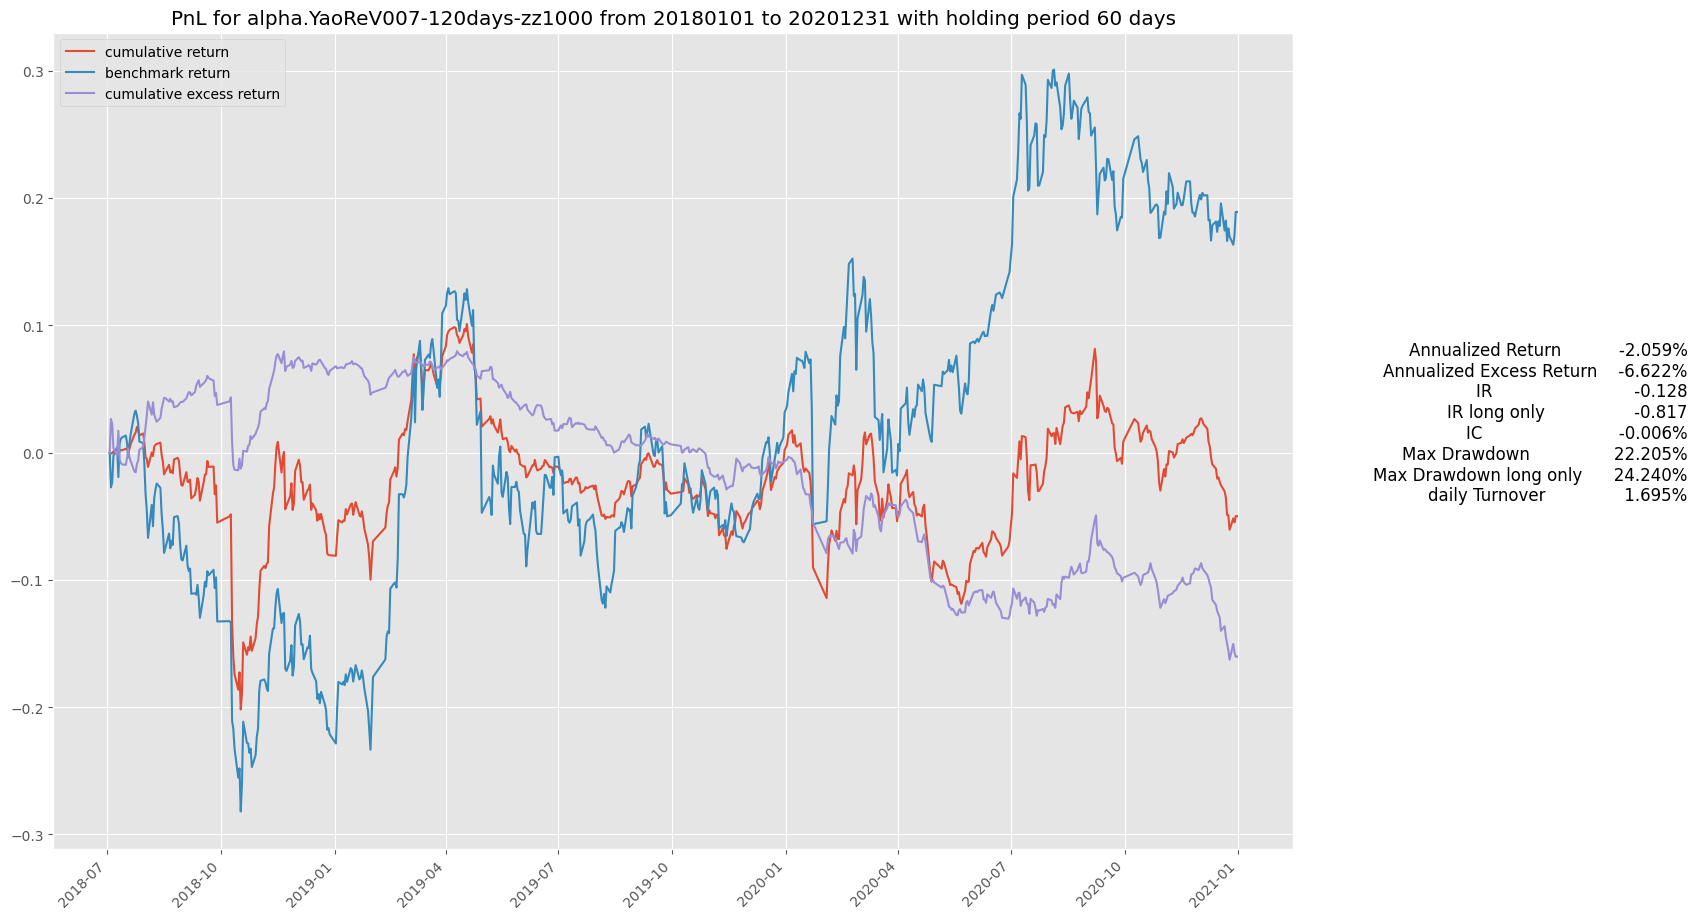 PnL for alpha.YaoReV007-120days-zz1000 from 20180101 to 20201231 with holding period 60 days
cumulative return
benchmark return
cumulative excess return
0.3
0.2
0.1
0.0
−0.1
−0.2
−0.3
2018-07
2018-10
2019-01
2019-04
2019-07
2019-10
2020-01
2020-04
2020-07
2020-10
2021-01
Annualized Return -2.059%
Annualized Excess Return -6.622%
IR -0.128
IR long only -0.817
IC -0.006%
Max Drawdown 22.205%
Max Drawdown long only 24.240%
daily Turnover 1.695%